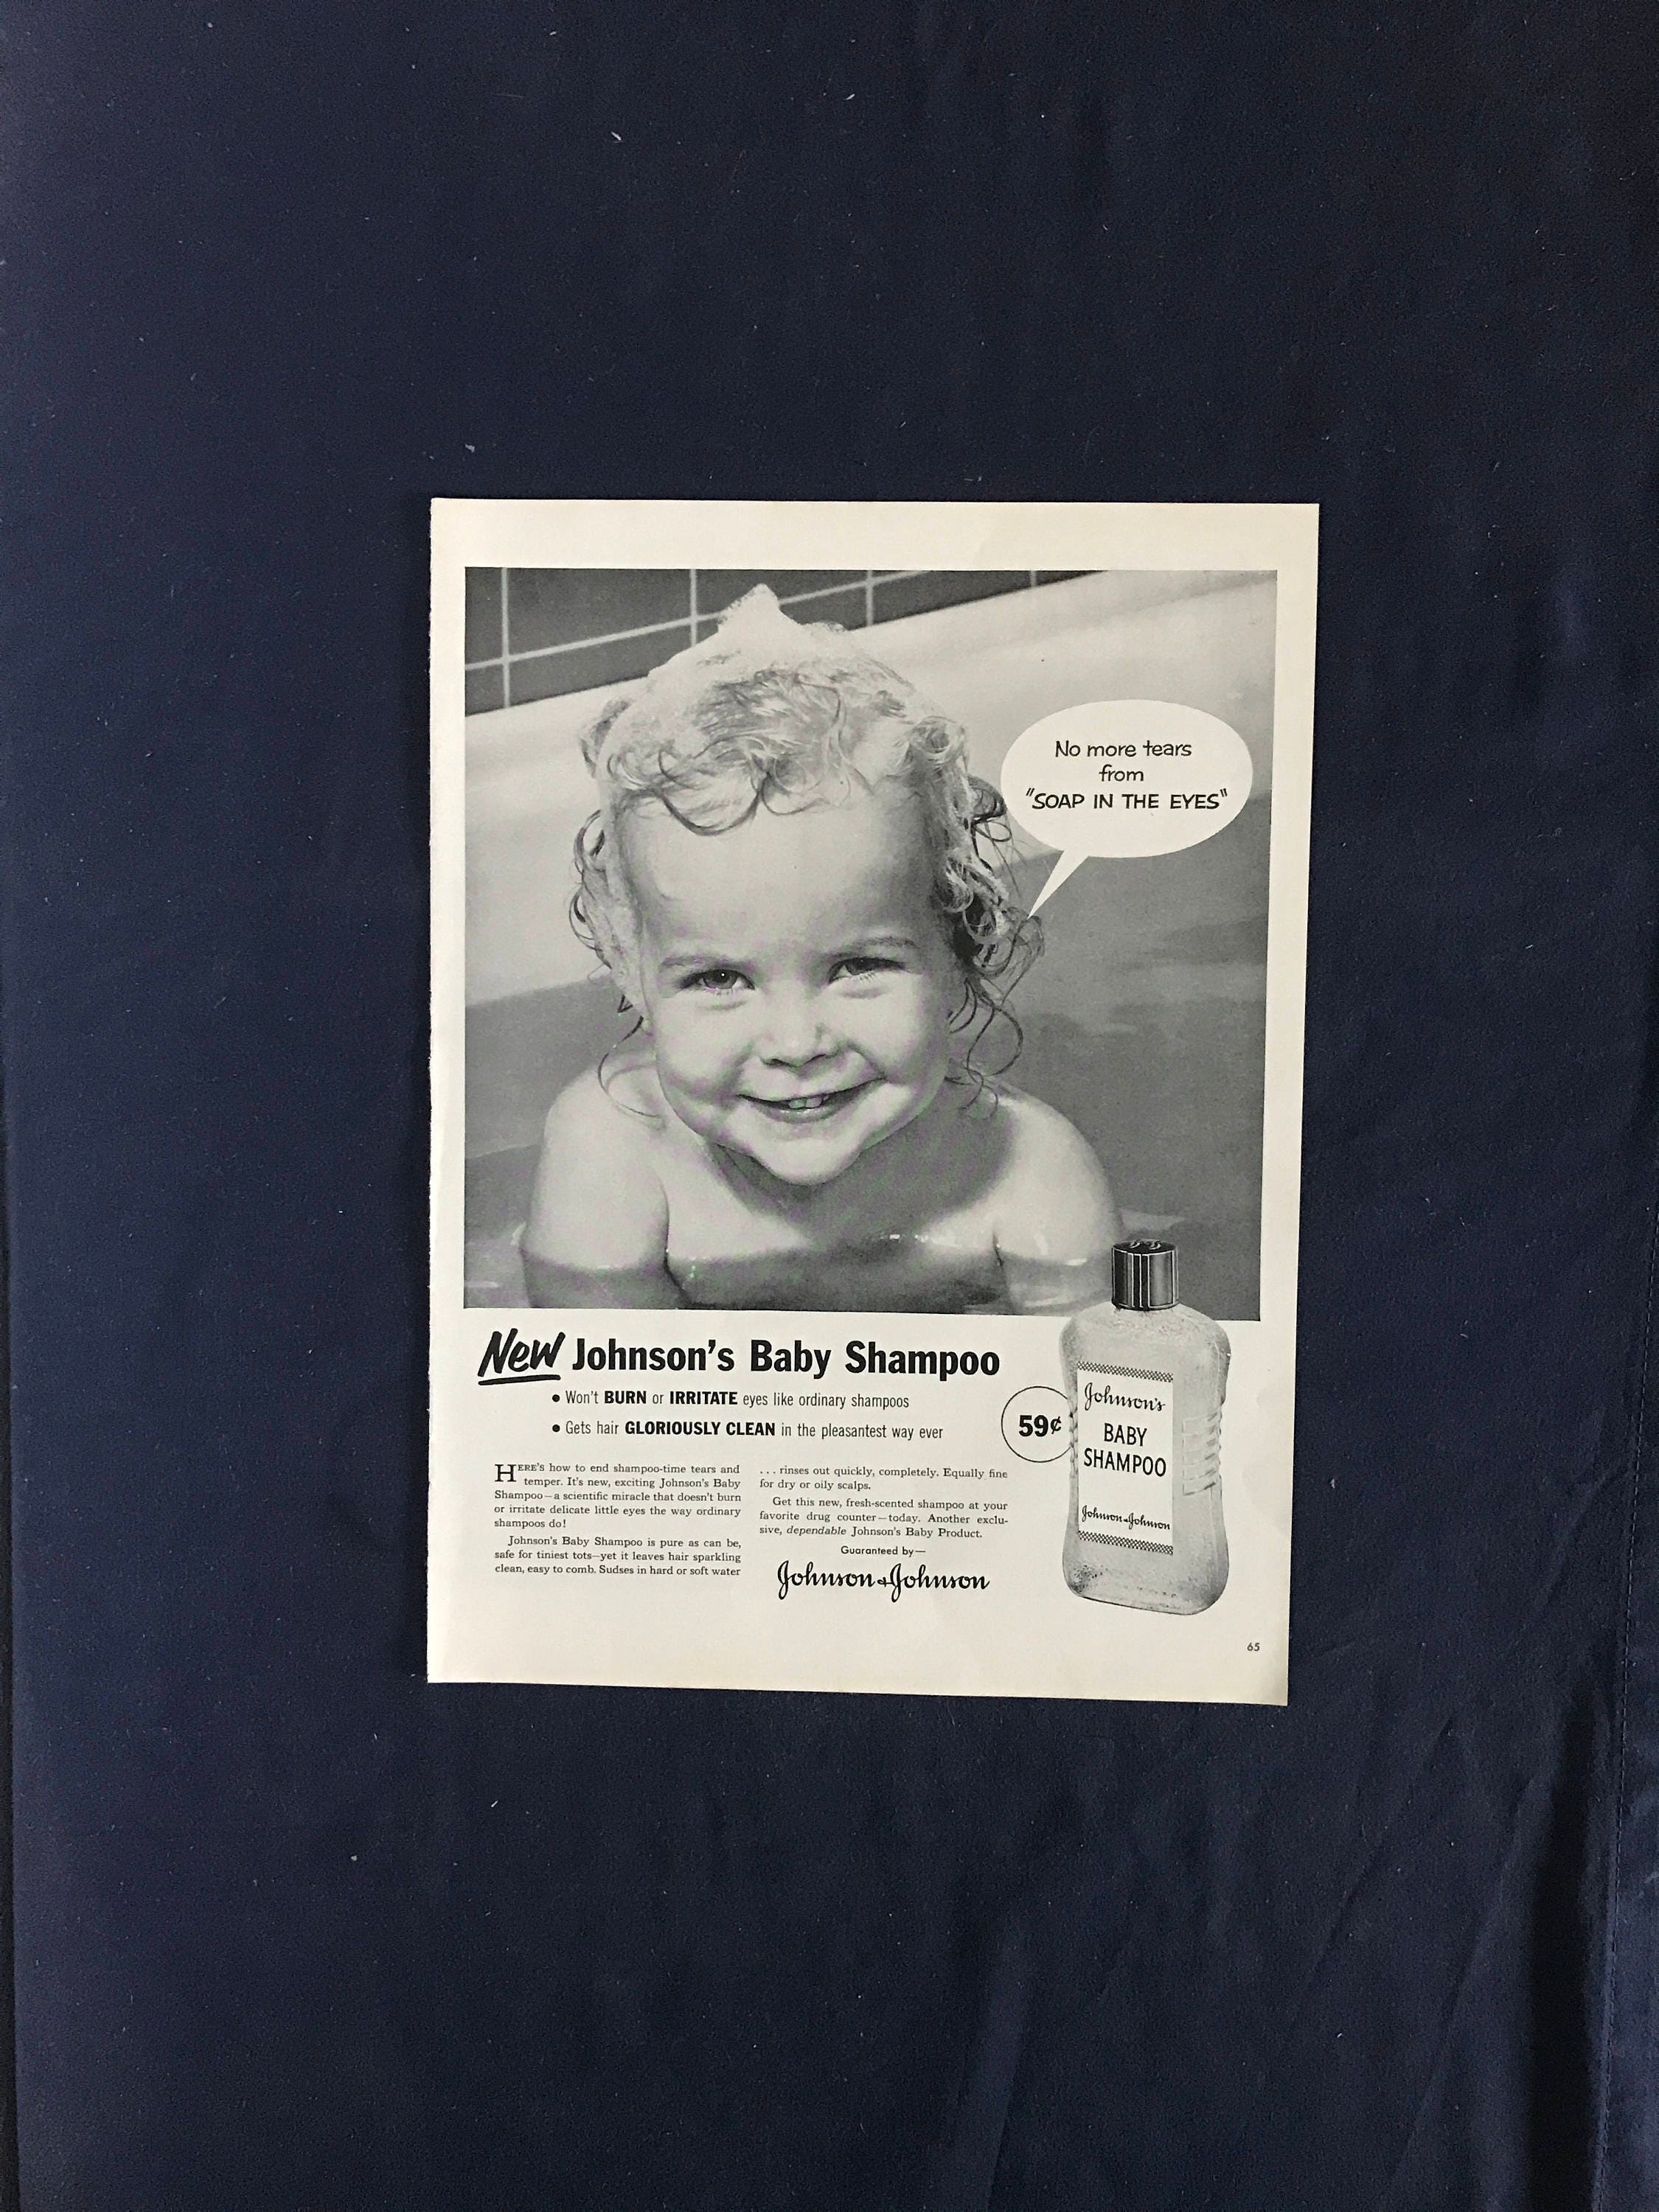 No more tears
from
"SOAP IN THE EYES"
New Johnson's Baby Shampoo
• Won't BURN or IRRITATE eyes like ordinary shampoos
• Gets hair GLORIOUSLY CLEAN in the pleasantest way ever
HERE'S how to end shampoo-time tears and
temper. It's new, exciting Johnson's Baby
Shampoo—a scientific miracle that doesn't burn
or irritate delicate little eyes the way ordinary
shampoos do!
Johnson's Baby Shampoo is pure as can be,
safe for tiniest tots—yet it leaves hair sparkling
clean, easy to comb. Sudses in hard or soft water
. . . rinses out quickly, completely. Equally fine
for dry or oily scalps.
Get this new, fresh-scented shampoo at your
favorite drug counter—today. Another exclu-
sive, dependable Johnson's Baby Product.
Guaranteed by—
Johnson & Johnson
59¢
Johnson's
BABY
SHAMPOO
Johnson & Johnson
65